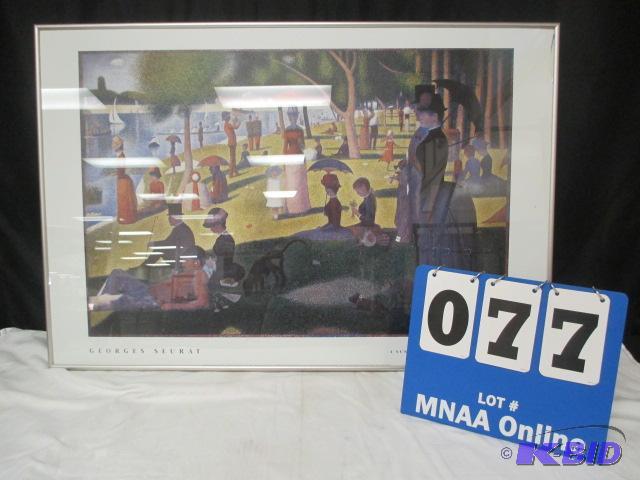 GEORGES SEURAT
077
LOT #
MNAA Online
© K-BID